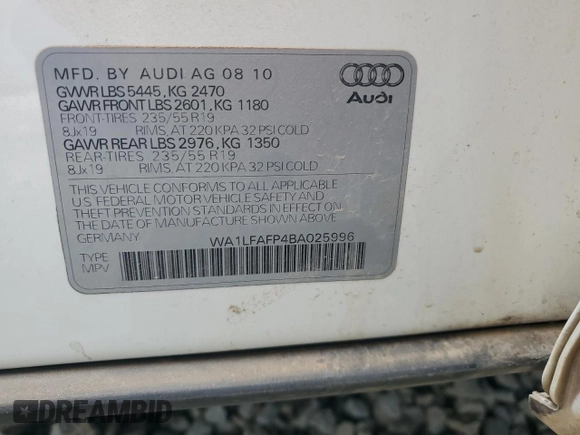 MFD. BY AUDI AG 08 10
GVWR LBS 5445, KG 2470
GAWR FRONT LBS 2601, KG 1180
FRONT-TIRES 235/55 R19
8Jx19 RIMS, AT 220 KPA 32 PSI COLD
GAWR REAR LBS 2976, KG 1350
REAR-TIRES 235/55 R19
8Jx19 RIMS, AT 220 KPA 32 PSI COLD
Audi
THIS VEHICLE CONFORMS TO ALL APPLICABLE
U.S. FEDERAL MOTOR VEHICLE SAFETY AND
THEFT PREVENTION STANDARDS IN EFFECT ON
THE DATE OF MANUFACTURE SHOWN ABOVE.
GERMANY WA1LFAFP4BA025996
TYPE
MPV
DREAMBID